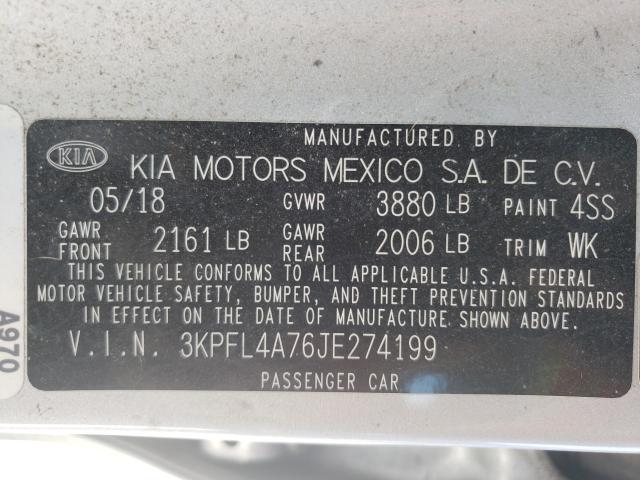 MANUFACTURED BY
KIA KIA MOTORS MEXICO S.A. DE C.V.
05/18 GVWR 3880 LB PAINT 4SS
GAWR FRONT 2161 LB GAWR REAR 2006 LB TRIM WK
THIS VEHICLE CONFORMS TO ALL APPLICABLE U.S.A. FEDERAL
MOTOR VEHICLE SAFETY, BUMPER, AND THEFT PREVENTION STANDARDS
IN EFFECT ON THE DATE OF MANUFACTURE SHOWN ABOVE.
V.I.N. 3KPFL4A76JE274199
PASSENGER CAR
A970